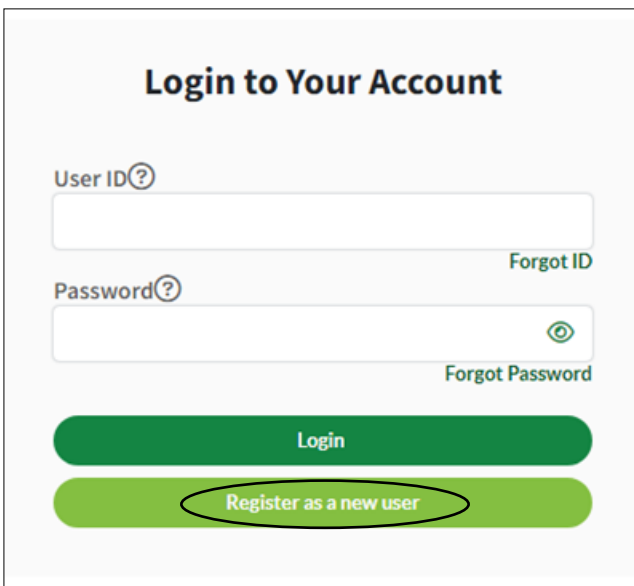 Login to Your Account
User ID?
Forgot ID
Password?
Forgot Password
Login
Register as a new user